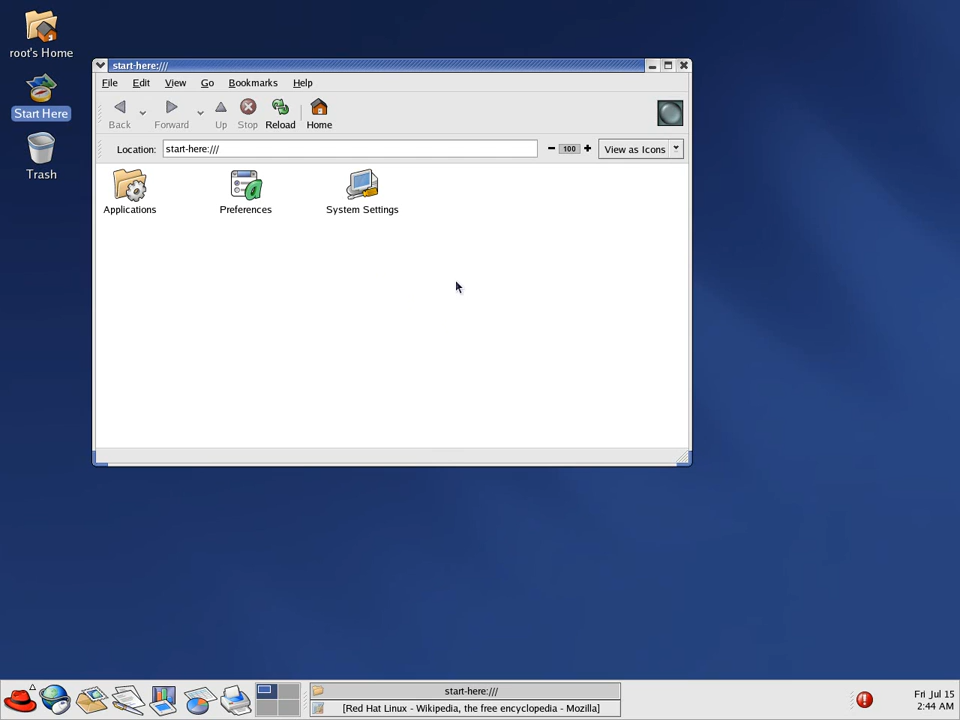 root's Home
Start Here
Trash
start-here:///
File Edit View Go Bookmarks Help
Back Forward Up Stop Reload Home
Location: start-here:/// 100 View as Icons
Applications Preferences System Settings
start-here:///
[Red Hat Linux - Wikipedia, the free encyclopedia - Mozilla]
Fri Jul 15
2:44 AM